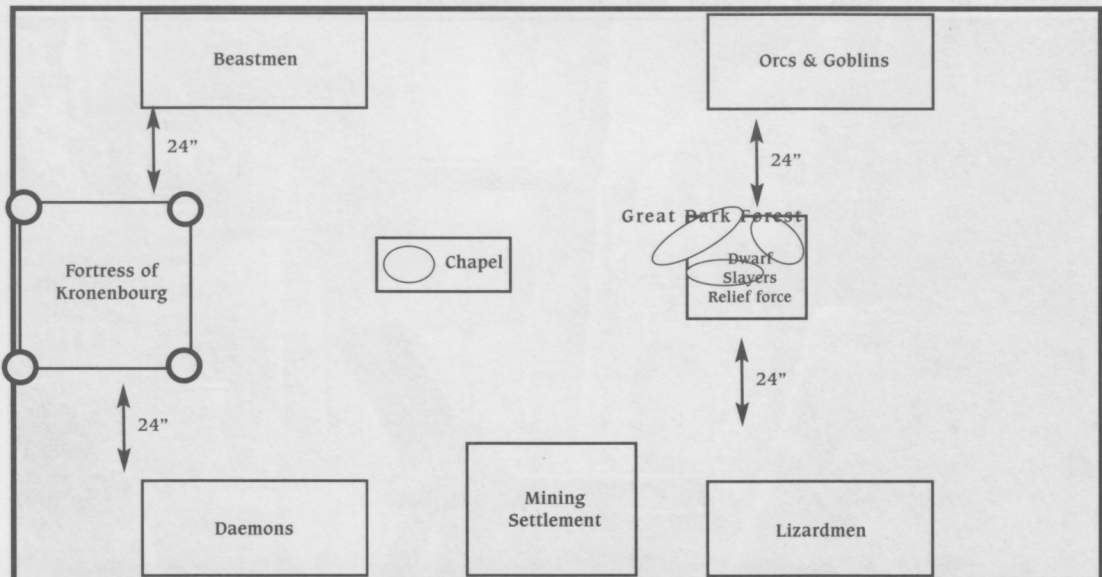 Beastmen
Orcs & Goblins
24”
24”
Great Dark Forest
Fortress of
Kronenbourg
Chapel
Dwarf
Slayers
Relief force
24”
24”
Daemons
Mining
Settlement
Lizardmen